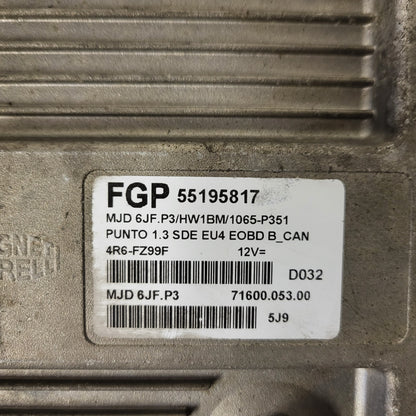 FGP 55195817
MJD 6JF.P3/HW1BM/1065-P351
PUNTO 1.3 SDE EU4 EOBD B_CAN
4R6-FZ99F 12V=
D032
MJD 6JF.P3 71600.053.00
5J9